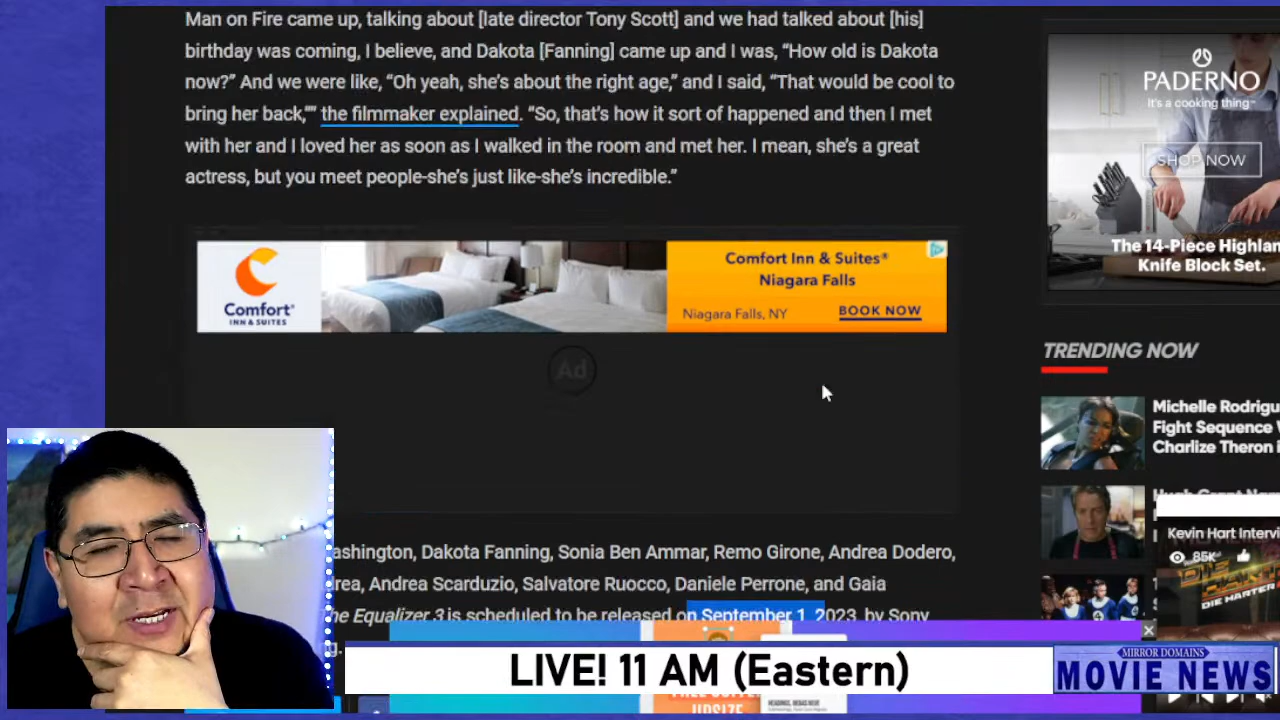 Man on Fire came up, talking about [late director Tony Scott] and we had talked about [his]
birthday was coming, I believe, and Dakota [Fanning] came up and I was, “How old is Dakota
now?” And we were like, “Oh yeah, she’s about the right age,” and I said, “That would be cool to
bring her back,”” the filmmaker explained. “So, that’s how it sort of happened and then I met
with her and I loved her as soon as I walked in the room and met her. I mean, she’s a great
actress, but you meet people-she’s just like-she’s incredible.”
PADERNO
It's a cooking thing™
SHOP NOW
The 14-Piece Highlan
Knife Block Set.
Comfort
INN & SUITES
Comfort Inn & Suites®
Niagara Falls
Niagara Falls, NY
BOOK NOW
Ad
TRENDING NOW
Michelle Rodrigu
Fight Sequence
Charlize Theron i
Kevin Hart Intervi
85K
DIE HARTER
ashington, Dakota Fanning, Sonia Ben Ammar, Remo Girone, Andrea Dodero,
rea, Andrea Scarduzio, Salvatore Ruocco, Daniele Perrone, and Gaia
he Equalizer 3 is scheduled to be released on September 1, 2023, by Sony
LIVE! 11 AM (Eastern)
MIRROR DOMAINS
MOVIE NEWS
UPSIZE